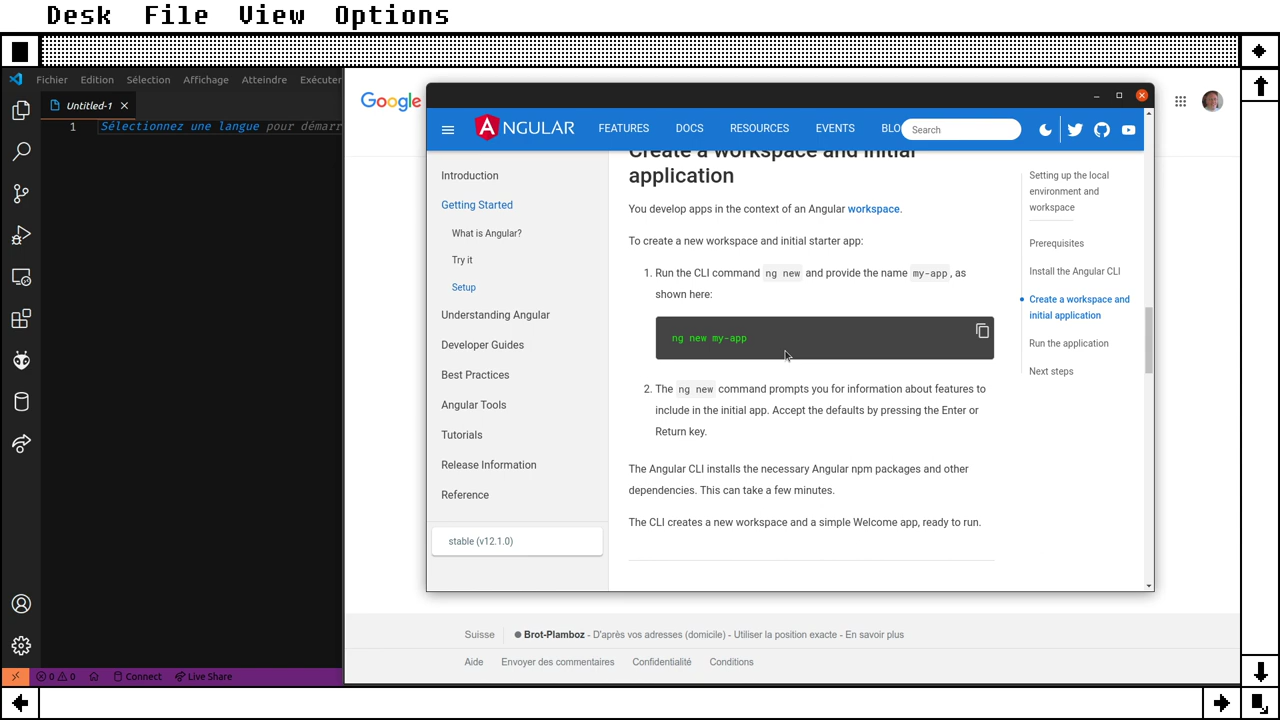 Desk File View Options
Fichier Edition Sélection Affichage Atteindre Exécuter
Untitled-1
1 Sélectionnez une langue pour démarr
0 0 Connect Live Share
Google
ANGULAR FEATURES DOCS RESOURCES EVENTS BLO Search
Introduction
Getting Started
What is Angular?
Try it
Setup
Understanding Angular
Developer Guides
Best Practices
Angular Tools
Tutorials
Release Information
Reference
stable (v12.1.0)
Create a workspace and initial
application
You develop apps in the context of an Angular workspace.
To create a new workspace and initial starter app:
1. Run the CLI command ng new and provide the name my-app, as
shown here:
ng new my-app
2. The ng new command prompts you for information about features to
include in the initial app. Accept the defaults by pressing the Enter or
Return key.
The Angular CLI installs the necessary Angular npm packages and other
dependencies. This can take a few minutes.
The CLI creates a new workspace and a simple Welcome app, ready to run.
Setting up the local
environment and
workspace
Prerequisites
Install the Angular CLI
Create a workspace and
initial application
Run the application
Next steps
Suisse Brot-Plamboz - D'après vos adresses (domicile) - Utiliser la position exacte - En savoir plus
Aide Envoyer des commentaires Confidentialité Conditions